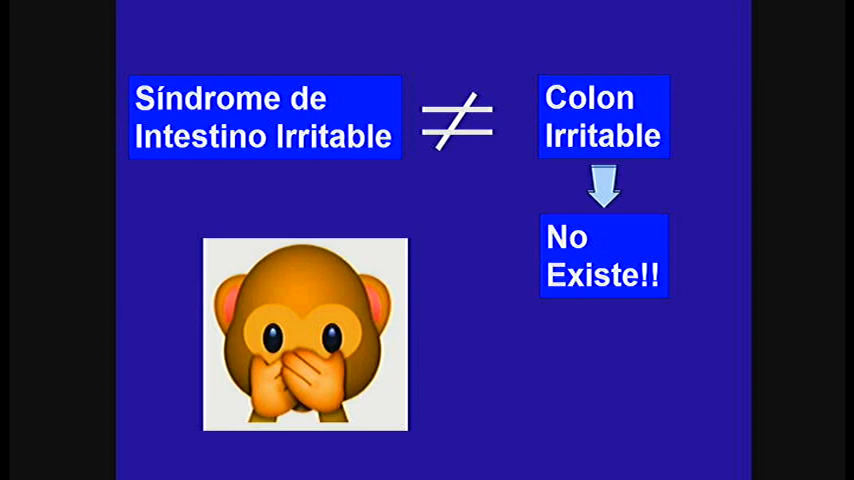 Síndrome de
Intestino Irritable
≠
Colon
Irritable
No
Existe!!